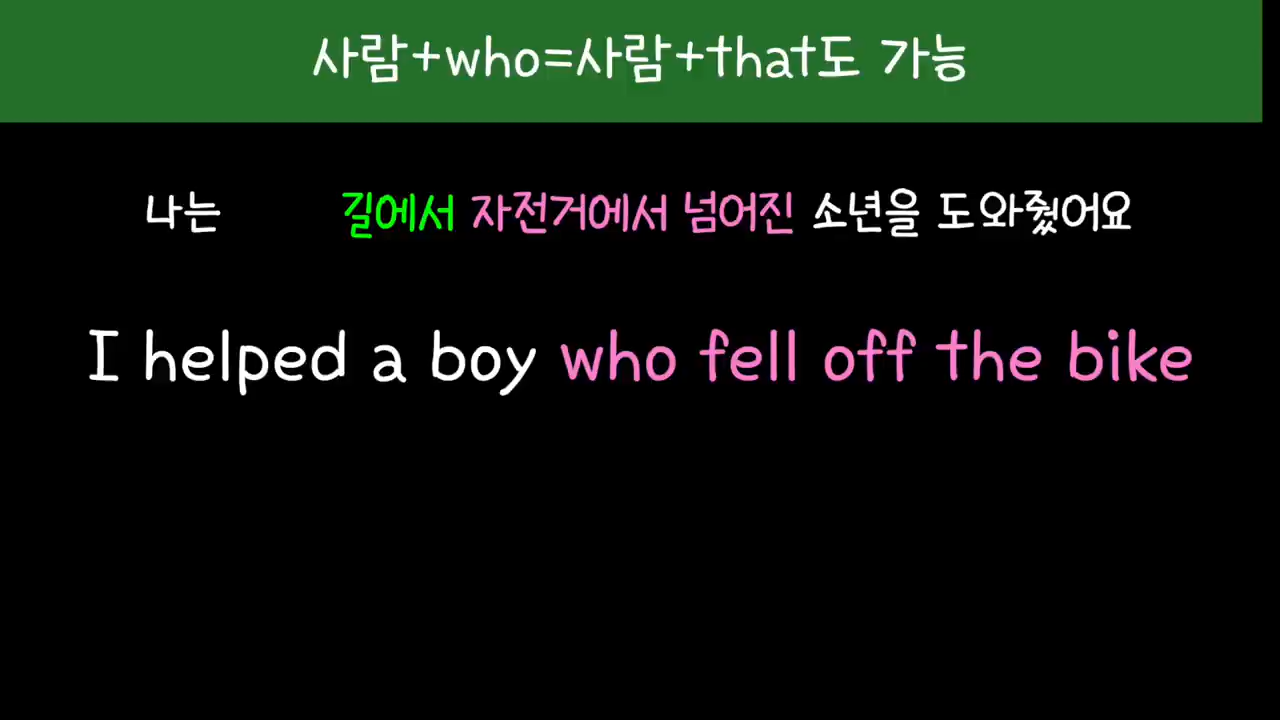 사람+who=사람+that도 가능
나는 길에서 자전거에서 넘어진 소년을 도와줬어요
I helped a boy who fell off the bike